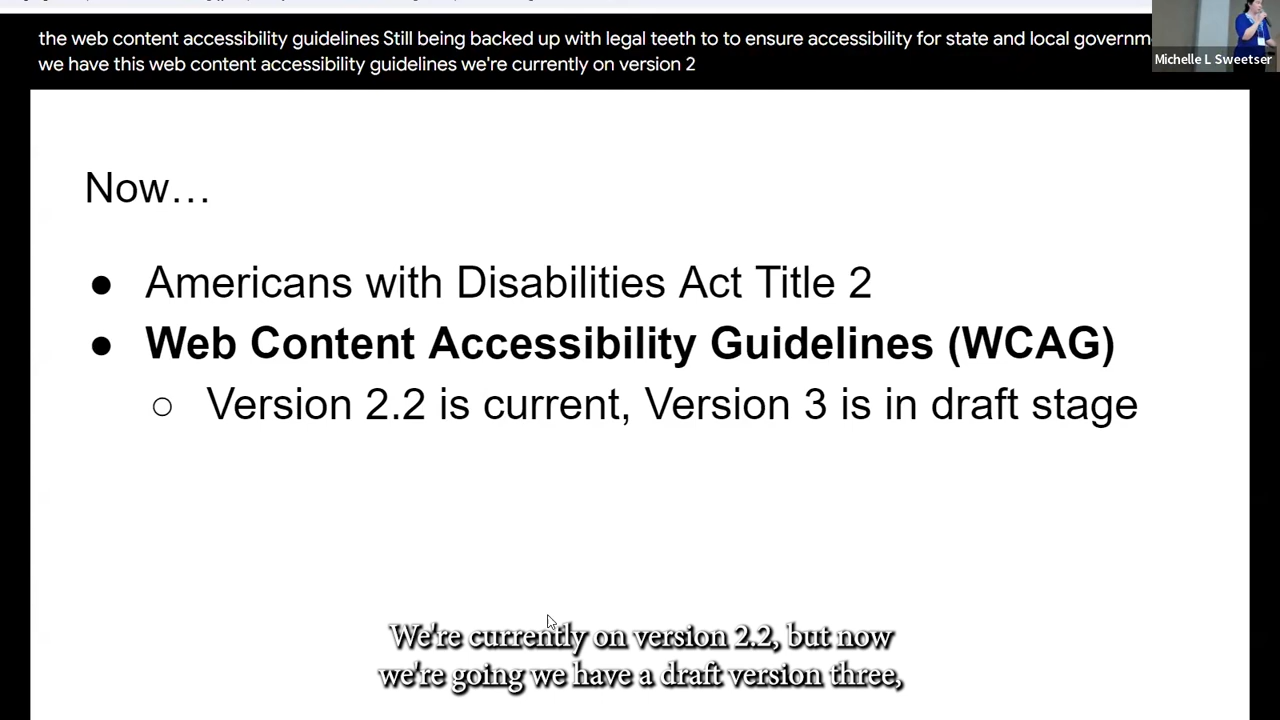 the web content accessibility guidelines Still being backed up with legal teeth to to ensure accessibility for state and local governm
we have this web content accessibility guidelines we're currently on version 2
Michelle L Sweetser
Now…
● Americans with Disabilities Act Title 2
● Web Content Accessibility Guidelines (WCAG)
○ Version 2.2 is current, Version 3 is in draft stage
We're currently on version 2.2, but now
we're going we have a draft version three,